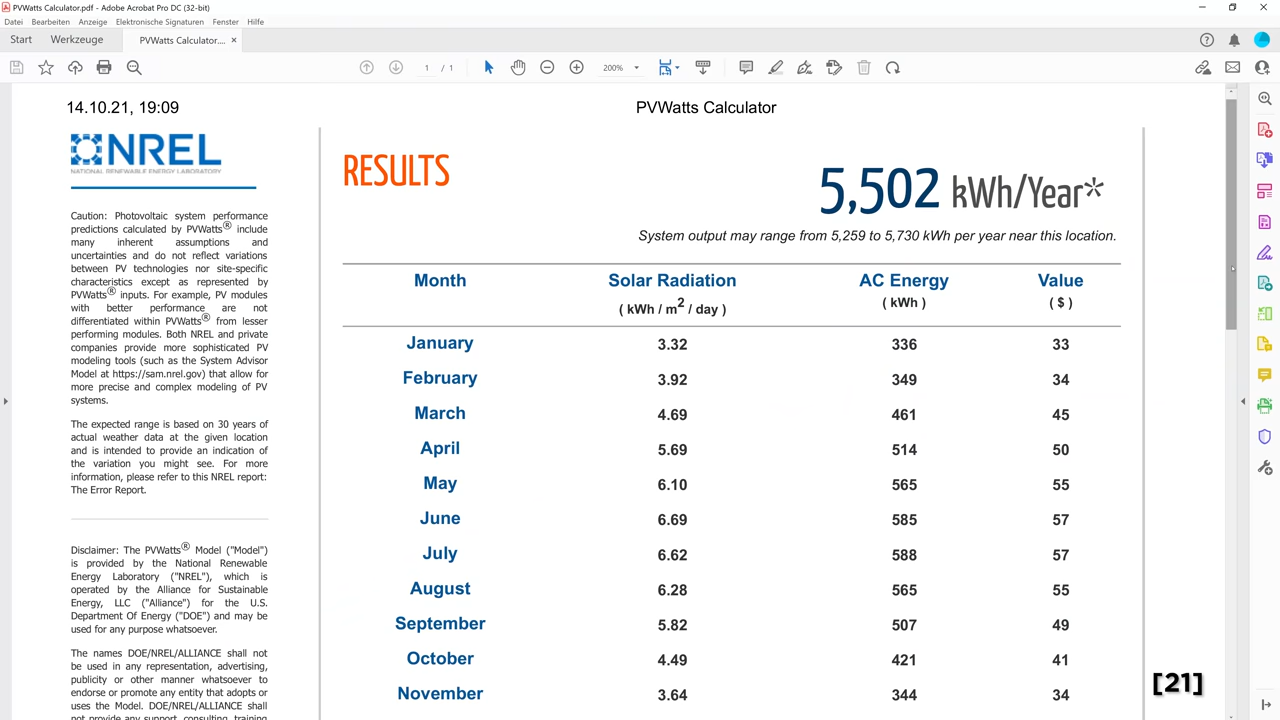 PVWatts Calculator.pdf - Adobe Acrobat Pro DC (32-bit)
Datei Bearbeiten Anzeige Elektronische Signaturen Fenster Hilfe
Start Werkzeuge PVWatts Calculator.... ×
1 / 1 200%
14.10.21, 19:09 PVWatts Calculator
NREL
NATIONAL RENEWABLE ENERGY LABORATORY
Caution: Photovoltaic system performance
predictions calculated by PVWatts® include
many inherent assumptions and
uncertainties and do not reflect variations
between PV technologies nor site-specific
characteristics except as represented by
PVWatts® inputs. For example, PV modules
with better performance are not
differentiated within PVWatts® from lesser
performing modules. Both NREL and private
companies provide more sophisticated PV
modeling tools (such as the System Advisor
Model at https://sam.nrel.gov) that allow for
more precise and complex modeling of PV
systems.
The expected range is based on 30 years of
actual weather data at the given location
and is intended to provide an indication of
the variation you might see. For more
information, please refer to this NREL report:
The Error Report.
Disclaimer: The PVWatts® Model ("Model")
is provided by the National Renewable
Energy Laboratory ("NREL"), which is
operated by the Alliance for Sustainable
Energy, LLC ("Alliance") for the U.S.
Department Of Energy ("DOE") and may be
used for any purpose whatsoever.
The names DOE/NREL/ALLIANCE shall not
be used in any representation, advertising,
publicity or other manner whatsoever to
endorse or promote any entity that adopts or
uses the Model. DOE/NREL/ALLIANCE shall
not provide any support, consulting, training
RESULTS
5,502 kWh/Year*
System output may range from 5,259 to 5,730 kWh per year near this location.
Month Solar Radiation AC Energy Value
( kWh / m2 / day ) ( kWh ) ( $ )
January 3.32 336 33
February 3.92 349 34
March 4.69 461 45
April 5.69 514 50
May 6.10 565 55
June 6.69 585 57
July 6.62 588 57
August 6.28 565 55
September 5.82 507 49
October 4.49 421 41
November 3.64 344 34
[21]